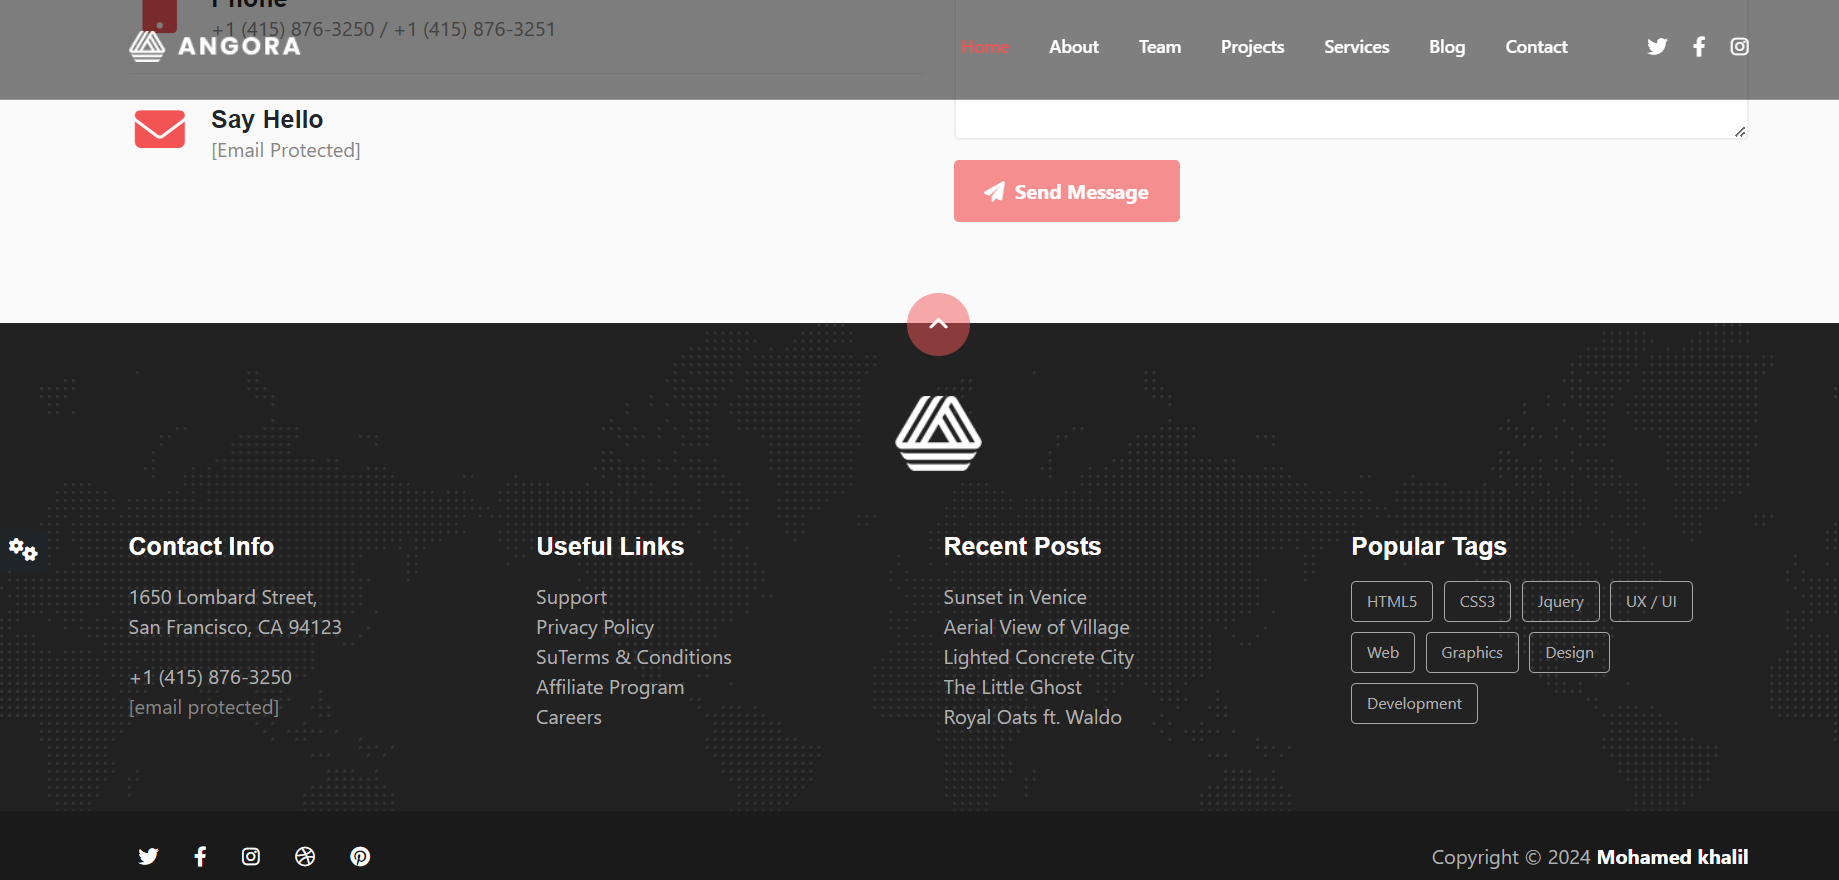 Phone
+1 (415) 876-3250 / +1 (415) 876-3251
ANGORA
Home
About
Team
Projects
Services
Blog
Contact
Say Hello
[Email Protected]
Send Message
Contact Info
1650 Lombard Street,
San Francisco, CA 94123
+1 (415) 876-3250
[email protected]
Useful Links
Support
Privacy Policy
SuTerms & Conditions
Affiliate Program
Careers
Recent Posts
Sunset in Venice
Aerial View of Village
Lighted Concrete City
The Little Ghost
Royal Oats ft. Waldo
Popular Tags
HTML5
CSS3
Jquery
UX / UI
Web
Graphics
Design
Development
Copyright © 2024 Mohamed khalil